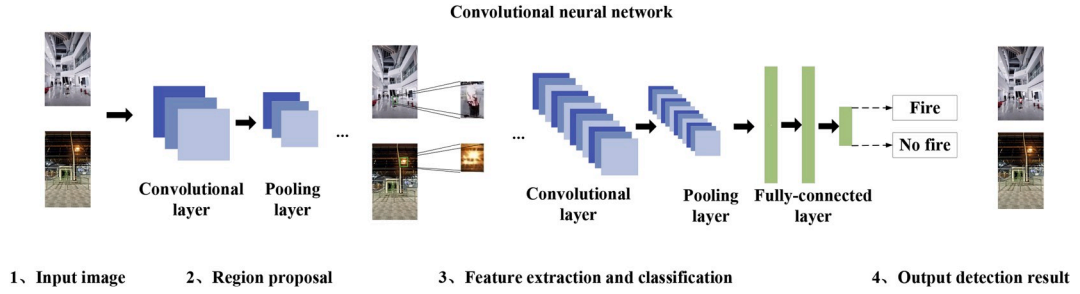 Convolutional neural network
...
...
Convolutional
layer
Pooling
layer
Convolutional
layer
Pooling
layer
Fully-connected
layer
Fire
No fire
1、Input image
2、Region proposal
3、Feature extraction and classification
4、Output detection result